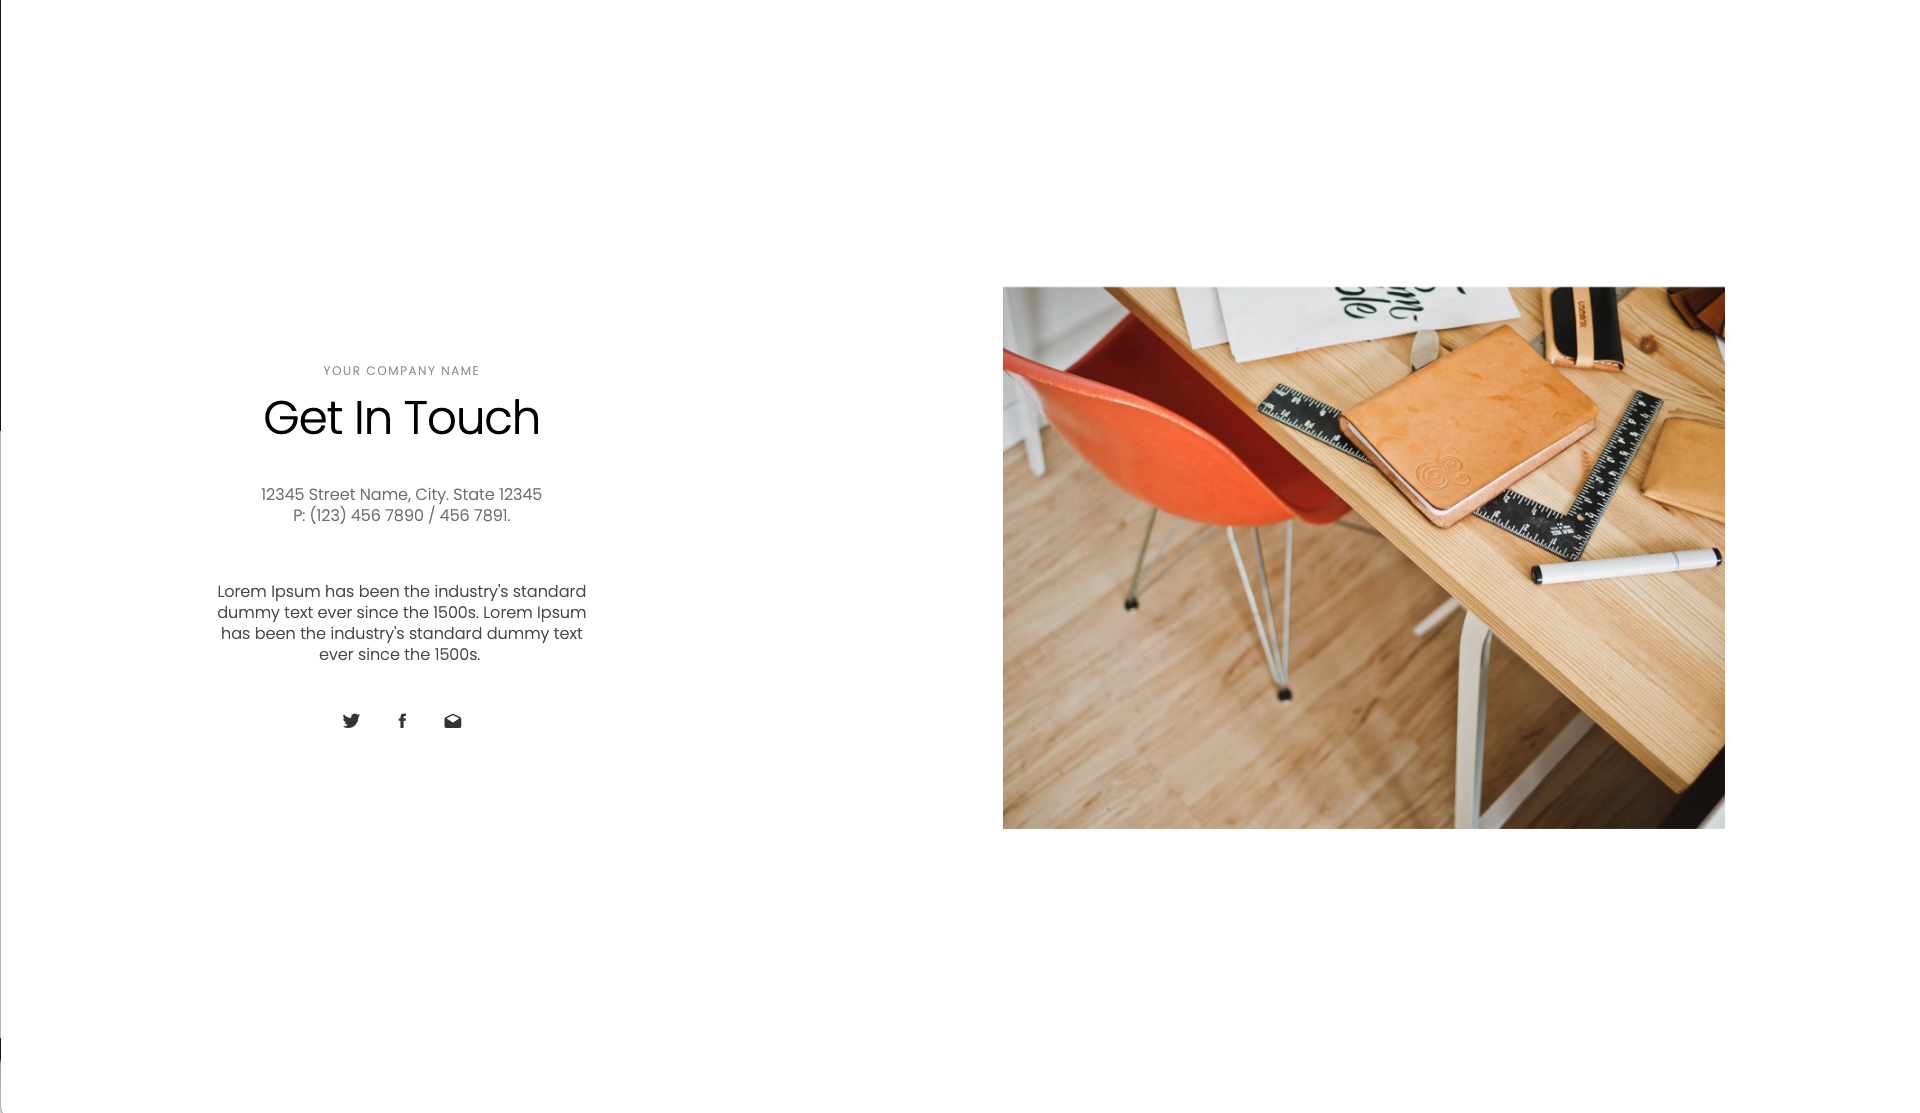 YOUR COMPANY NAME
Get In Touch
12345 Street Name, City. State 12345
P: (123) 456 7890 / 456 7891.
Lorem Ipsum has been the industry's standard
dummy text ever since the 1500s. Lorem Ipsum
has been the industry's standard dummy text
ever since the 1500s.